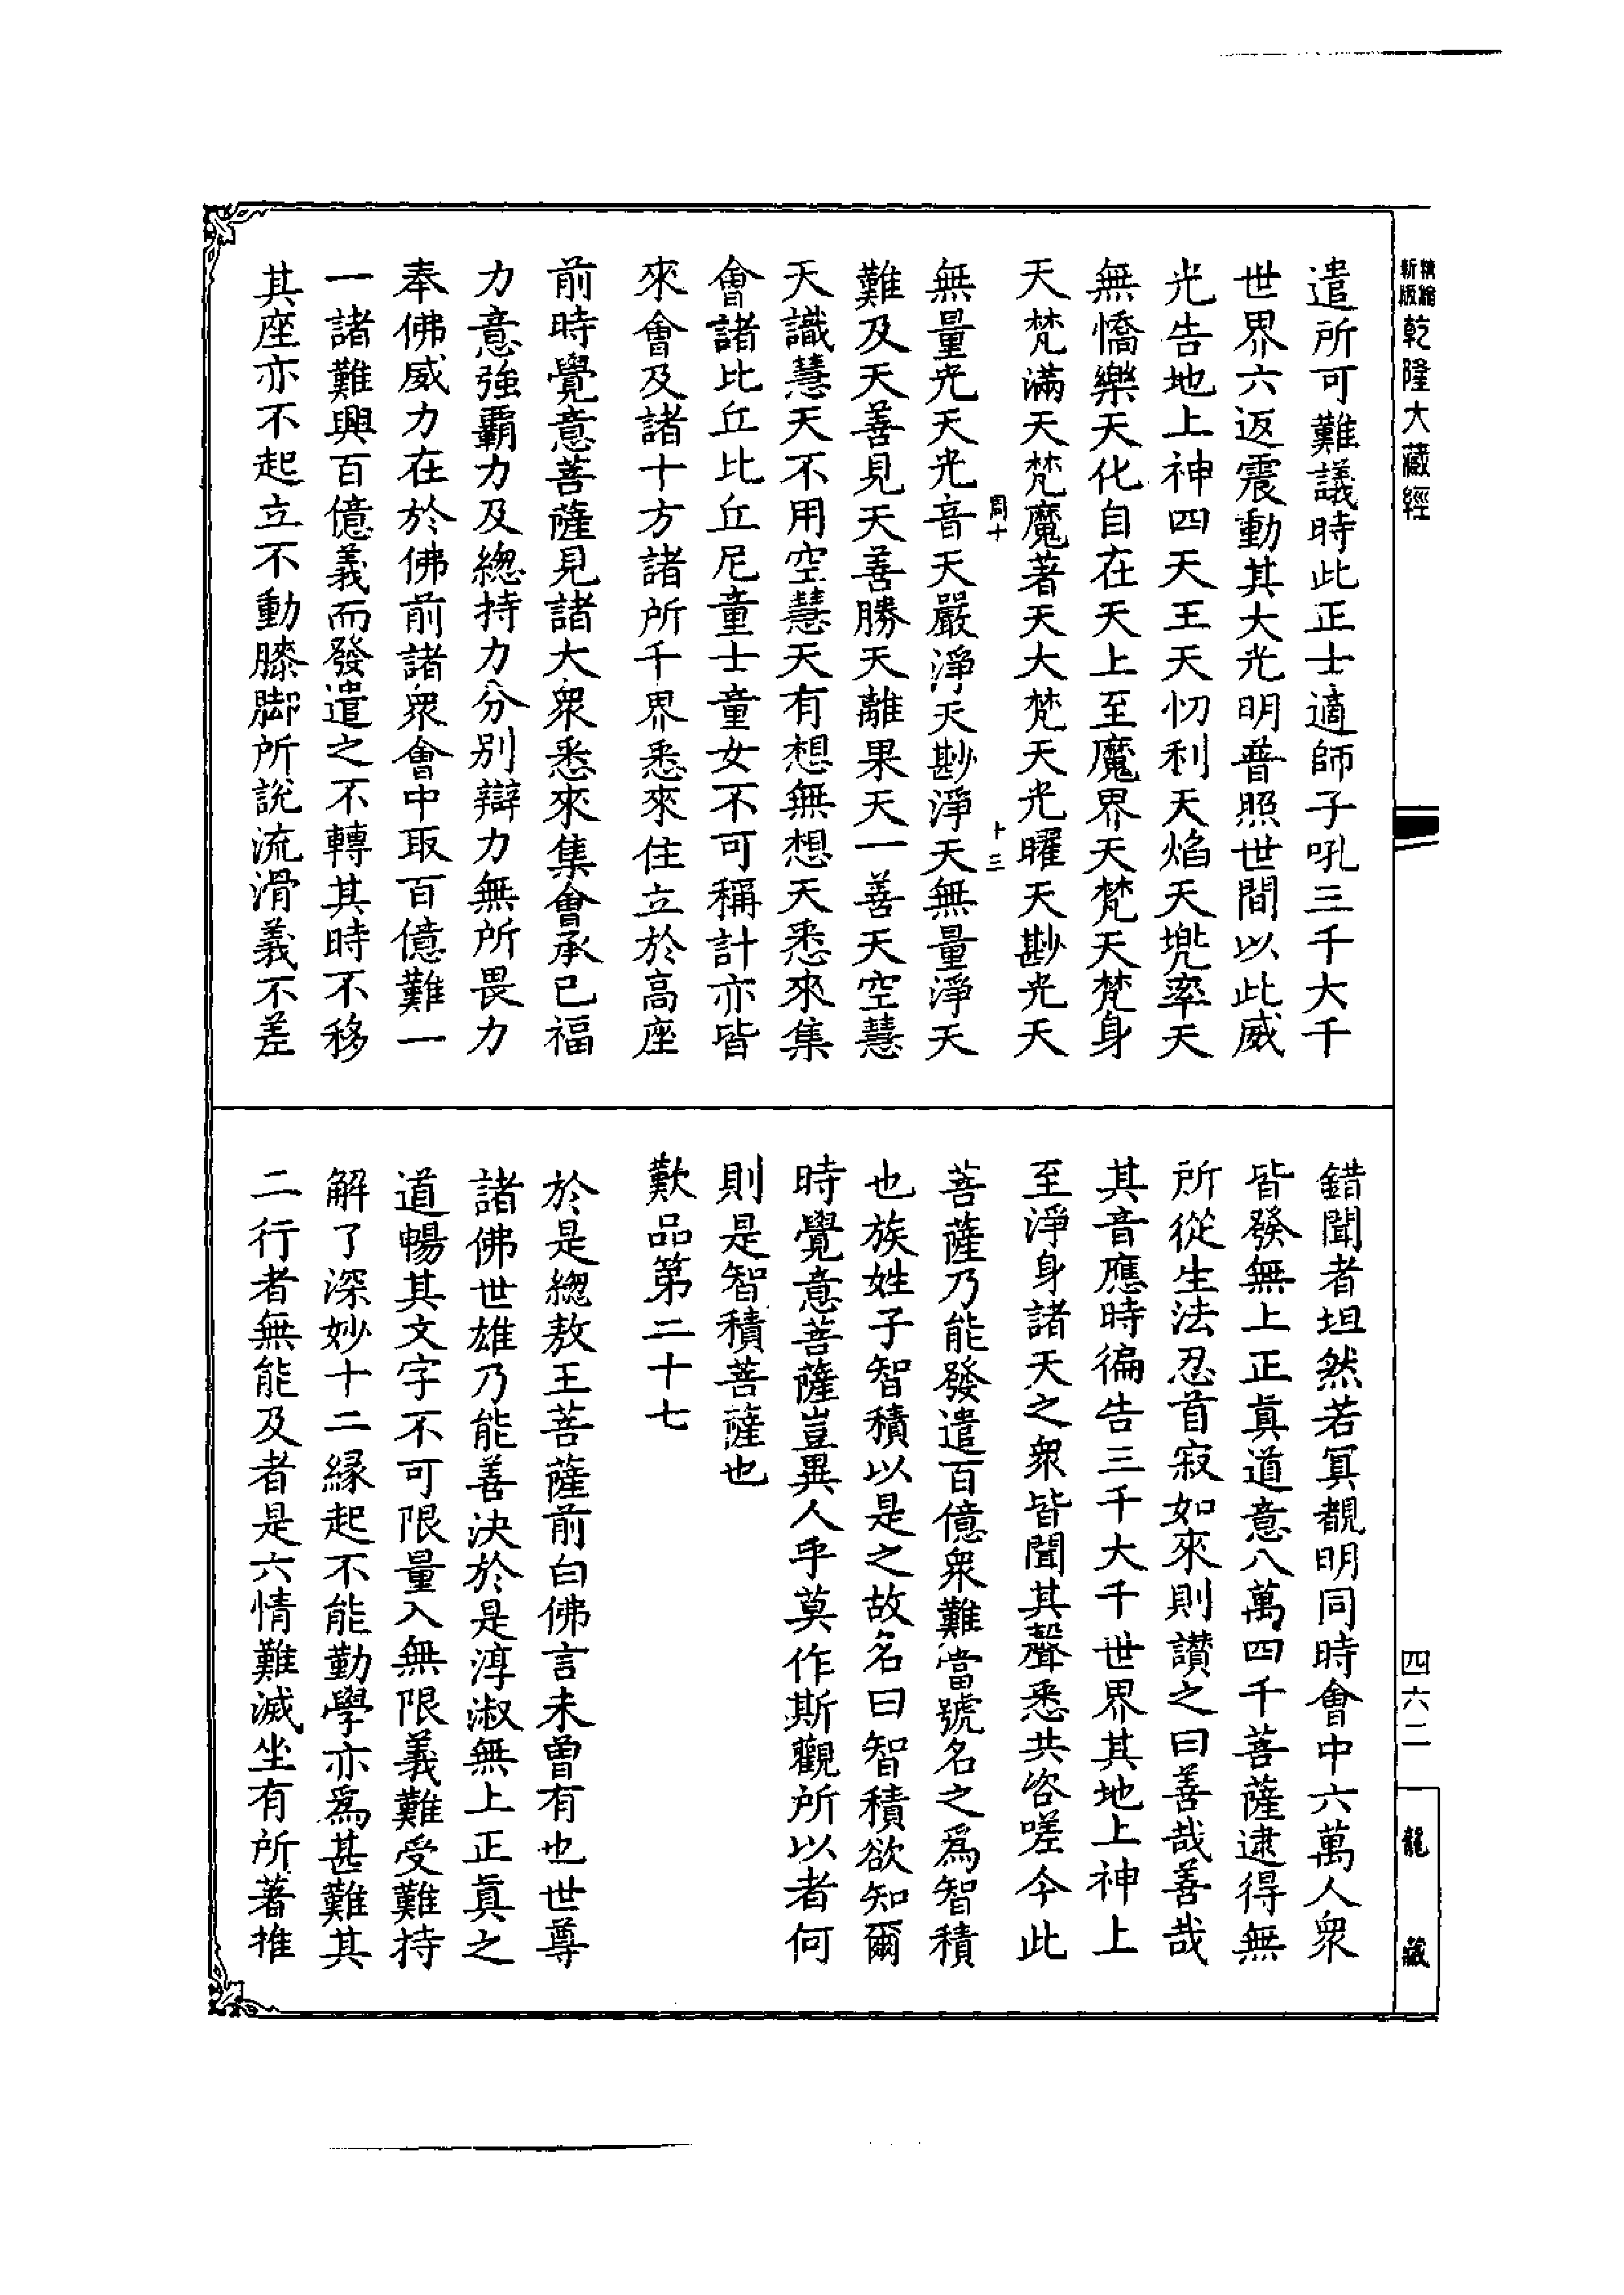 精縮新版乾隆大藏經
四六二
龍藏
遣所可難議時此正士適師子吼三千大千
世界六返震動其大光明普照世間以此威
光告地上神四天王天忉利天焰天兜率天
無憍樂天化自在天上至魔界天梵天梵身
天梵滿天梵魔著天大梵天光曜天尠光天
周十
十三
無量光天光音天嚴淨天尠淨天無量淨天
難及天善見天善勝天離果天一善天空慧
天識慧天不用空慧天有想無想天悉來集
會諸比丘比丘尼童士童女不可稱計亦皆
來會及諸十方諸所千界悉來住立於高座
前時覺意菩薩見諸大衆悉來集會承已福
力意強霸力及總持力分別辯力無所畏力
奉佛威力在於佛前諸衆會中取百億難一
一諸難興百億義而發遣之不轉其時不移
其座亦不起立不動膝脚所說流滑義不差
錯聞者坦然若冥覩明同時會中六萬人衆
皆發無上正真道意八萬四千菩薩逮得無
所從生法忍首寂如來則讚之曰善哉善哉
其音應時徧告三千大千世界其地上神上
至淨身諸天之衆皆聞其聲悉共咨嗟今此
菩薩乃能發遣百億衆難當號名之爲智積
也族姓子智積以是之故名曰智積欲知爾
時覺意菩薩豈異人乎莫作斯觀所以者何
則是智積菩薩也
歎品第二十七
於是總敖王菩薩前白佛言未曾有也世尊
諸佛世雄乃能善決於是淳淑無上正真之
道暢其文字不可限量入無限義難受難持
解了深妙十二緣起不能勤學亦爲甚難其
二行者無能及者是六情難滅坐有所著推